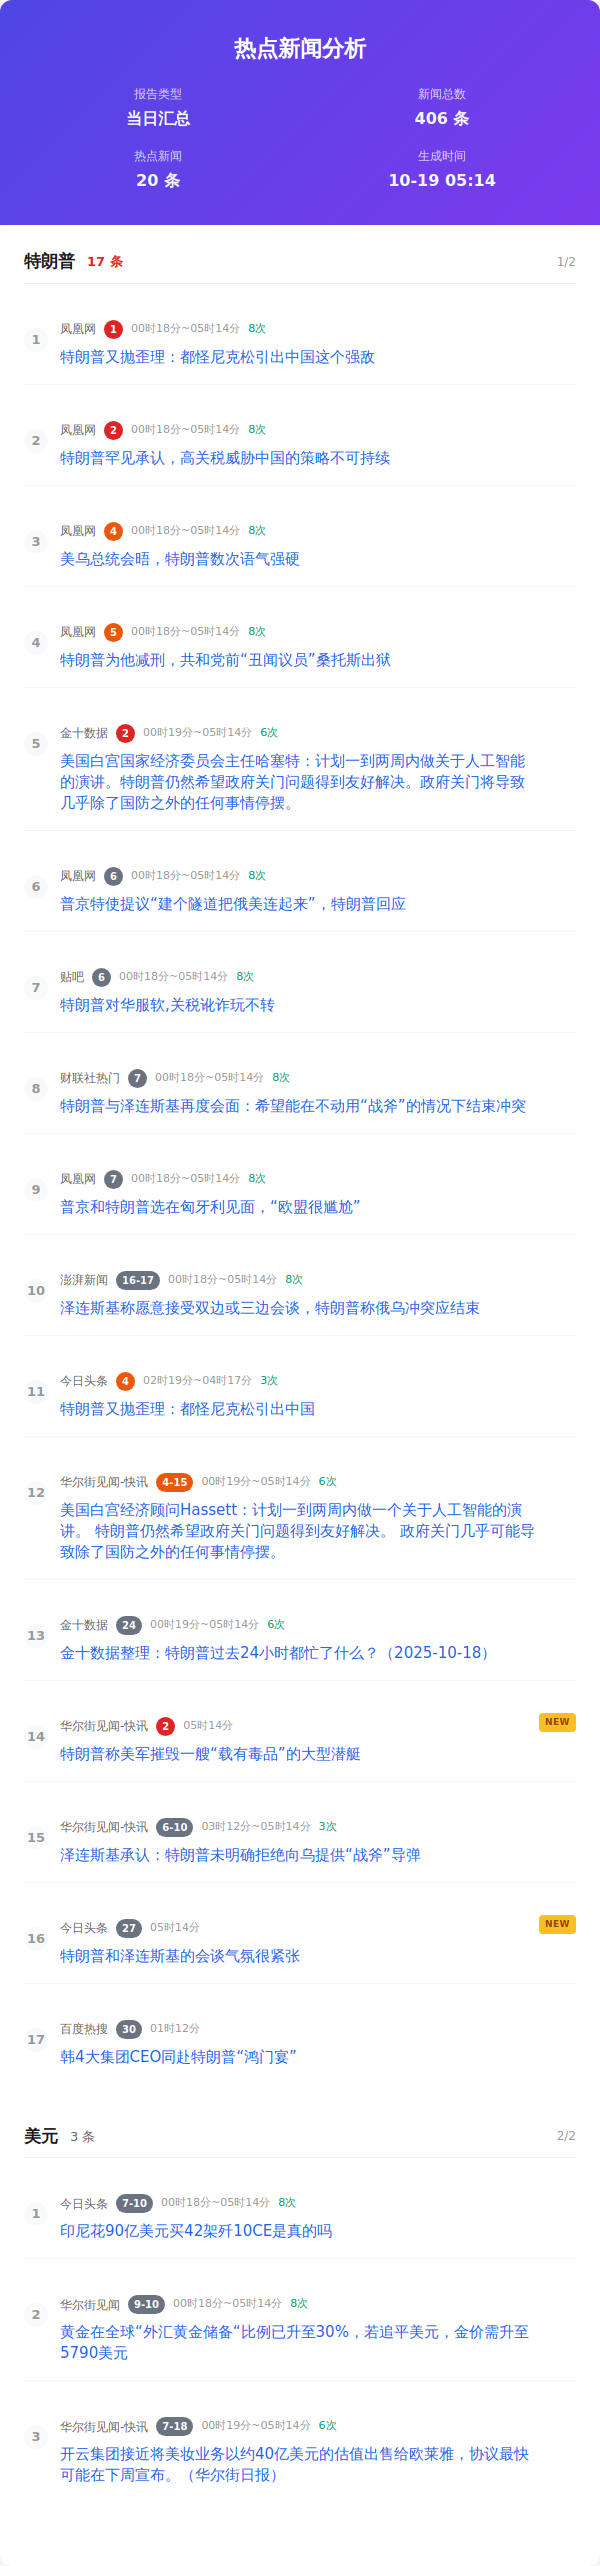 热点新闻分析
报告类型
新闻总数
当日汇总
406 条
热点新闻
生成时间
20 条
10-19 05:14
特朗普 17 条 1/2
1 凤凰网 1 00时18分~05时14分 8次
特朗普又抛歪理：都怪尼克松引出中国这个强敌
2 凤凰网 2 00时18分~05时14分 8次
特朗普罕见承认，高关税威胁中国的策略不可持续
3 凤凰网 4 00时18分~05时14分 8次
美乌总统会晤，特朗普数次语气强硬
4 凤凰网 5 00时18分~05时14分 8次
特朗普为他减刑，共和党前“丑闻议员”桑托斯出狱
5 金十数据 2 00时19分~05时14分 6次
美国白宫国家经济委员会主任哈塞特：计划一到两周内做关于人工智能
的演讲。特朗普仍然希望政府关门问题得到友好解决。政府关门将导致
几乎除了国防之外的任何事情停摆。
6 凤凰网 6 00时18分~05时14分 8次
普京特使提议“建个隧道把俄美连起来”，特朗普回应
7 贴吧 6 00时18分~05时14分 8次
特朗普对华服软,关税讹诈玩不转
8 财联社热门 7 00时18分~05时14分 8次
特朗普与泽连斯基再度会面：希望能在不动用“战斧”的情况下结束冲突
9 凤凰网 7 00时18分~05时14分 8次
普京和特朗普选在匈牙利见面，“欧盟很尴尬”
10 澎湃新闻 16-17 00时18分~05时14分 8次
泽连斯基称愿意接受双边或三边会谈，特朗普称俄乌冲突应结束
11 今日头条 4 02时19分~04时17分 3次
特朗普又抛歪理：都怪尼克松引出中国
12 华尔街见闻-快讯 4-15 00时19分~05时14分 6次
美国白宫经济顾问Hassett：计划一到两周内做一个关于人工智能的演
讲。 特朗普仍然希望政府关门问题得到友好解决。 政府关门几乎可能导
致除了国防之外的任何事情停摆。
13 金十数据 24 00时19分~05时14分 6次
金十数据整理：特朗普过去24小时都忙了什么？（2025-10-18）
14 华尔街见闻-快讯 2 05时14分 NEW
特朗普称美军摧毁一艘“载有毒品”的大型潜艇
15 华尔街见闻-快讯 6-10 03时12分~05时14分 3次
泽连斯基承认：特朗普未明确拒绝向乌提供“战斧”导弹
16 今日头条 27 05时14分 NEW
特朗普和泽连斯基的会谈气氛很紧张
17 百度热搜 30 01时12分
韩4大集团CEO同赴特朗普“鸿门宴”
美元 3 条 2/2
1 今日头条 7-10 00时18分~05时14分 8次
印尼花90亿美元买42架歼10CE是真的吗
2 华尔街见闻 9-10 00时18分~05时14分 8次
黄金在全球“外汇黄金储备“比例已升至30%，若追平美元，金价需升至
5790美元
3 华尔街见闻-快讯 7-18 00时19分~05时14分 6次
开云集团接近将美妆业务以约40亿美元的估值出售给欧莱雅，协议最快
可能在下周宣布。（华尔街日报）